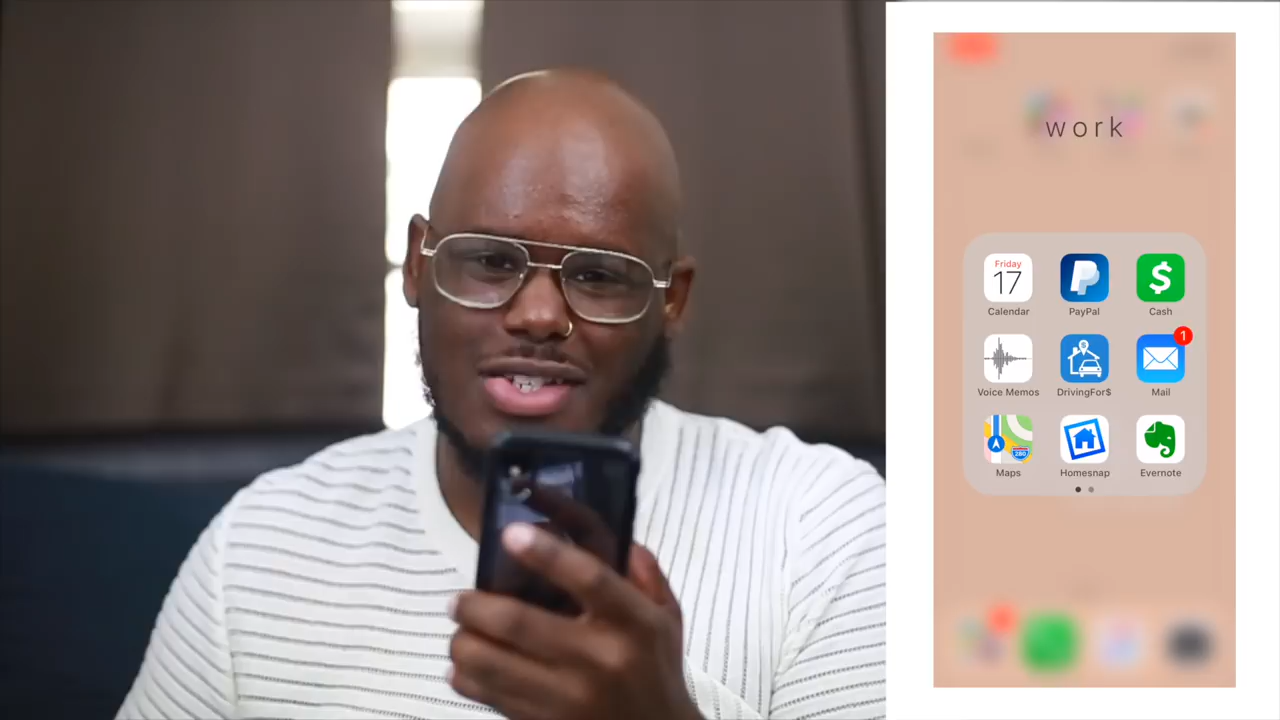 work
Friday
17
Calendar
PayPal
$
Cash
Voice Memos
DrivingFor$
1
Mail
280
Maps
Homesnap
Evernote